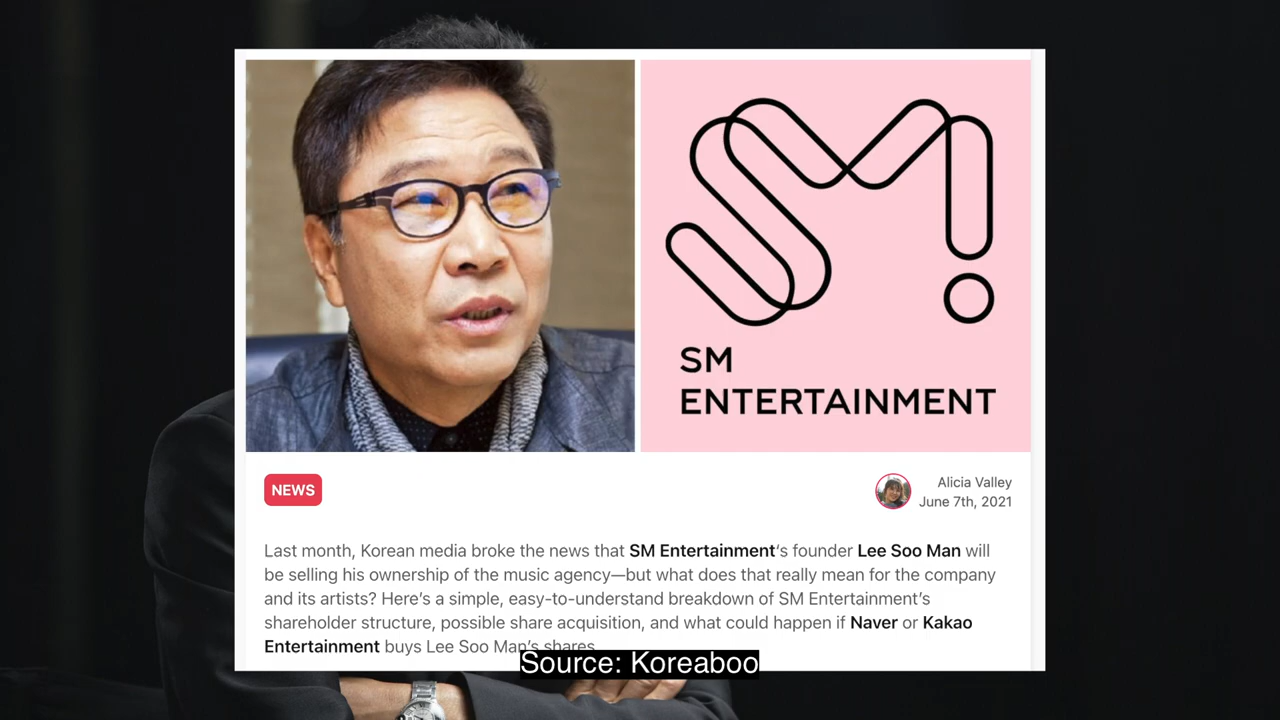 SM
ENTERTAINMENT
NEWS
Alicia Valley
June 7th, 2021
Last month, Korean media broke the news that SM Entertainment‘s founder Lee Soo Man will
be selling his ownership of the music agency—but what does that really mean for the company
and its artists? Here’s a simple, easy-to-understand breakdown of SM Entertainment’s
shareholder structure, possible share acquisition, and what could happen if Naver or Kakao
Entertainment buys Lee Soo Man’s shares.
Source: Koreaboo